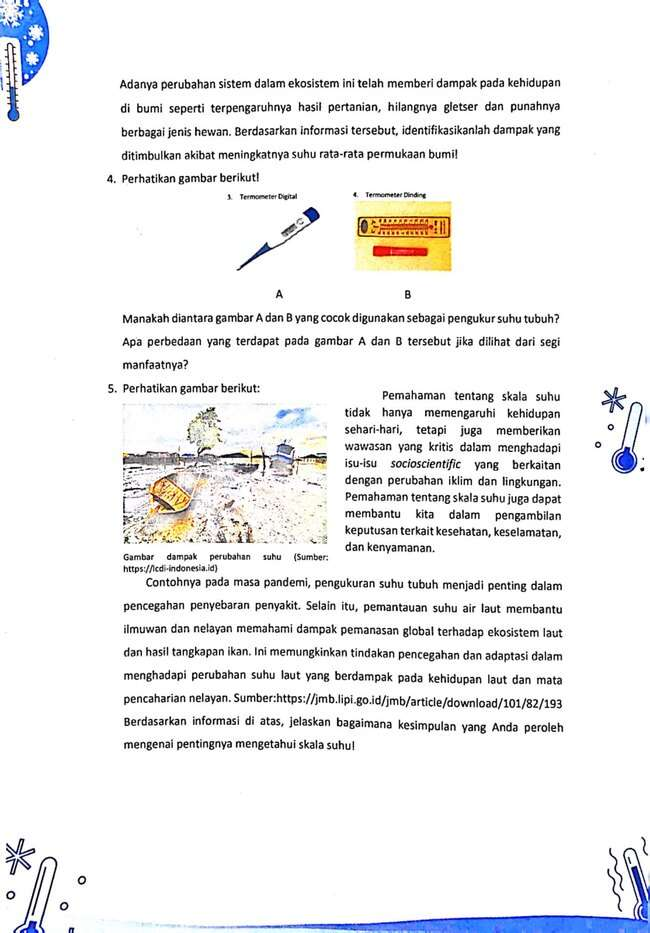 Adanya perubahan sistem dalam ekosistem ini telah memberi dampak pada kehidupan
di bumi seperti terpengaruhnya hasil pertanian, hilangnya gletser dan punahnya
berbagai jenis hewan. Berdasarkan informasi tersebut, identifikasikanlah dampak yang
ditimbulkan akibat meningkatnya suhu rata-rata permukaan bumi!
4. Perhatikan gambar berikut!
3. Termometer Digital
4. Termometer Dinding
A
B
Manakah diantara gambar A dan B yang cocok digunakan sebagai pengukur suhu tubuh?
Apa perbedaan yang terdapat pada gambar A dan B tersebut jika dilihat dari segi
manfaatnya?
5. Perhatikan gambar berikut:
Gambar dampak perubahan suhu (Sumber:
https://lcdi-indonesia.id)
Pemahaman tentang skala suhu
tidak hanya memengaruhi kehidupan
sehari-hari, tetapi juga memberikan
wawasan yang kritis dalam menghadapi
isu-isu socioscientific yang berkaitan
dengan perubahan iklim dan lingkungan.
Pemahaman tentang skala suhu juga dapat
membantu kita dalam pengambilan
keputusan terkait kesehatan, keselamatan,
dan kenyamanan.
Contohnya pada masa pandemi, pengukuran suhu tubuh menjadi penting dalam
pencegahan penyebaran penyakit. Selain itu, pemantauan suhu air laut membantu
ilmuwan dan nelayan memahami dampak pemanasan global terhadap ekosistem laut
dan hasil tangkapan ikan. Ini memungkinkan tindakan pencegahan dan adaptasi dalam
menghadapi perubahan suhu laut yang berdampak pada kehidupan laut dan mata
pencaharian nelayan. Sumber:https://jmb.lipi.go.id/jmb/article/download/101/82/193
Berdasarkan informasi di atas, jelaskan bagaimana kesimpulan yang Anda peroleh
mengenai pentingnya mengetahui skala suhu!